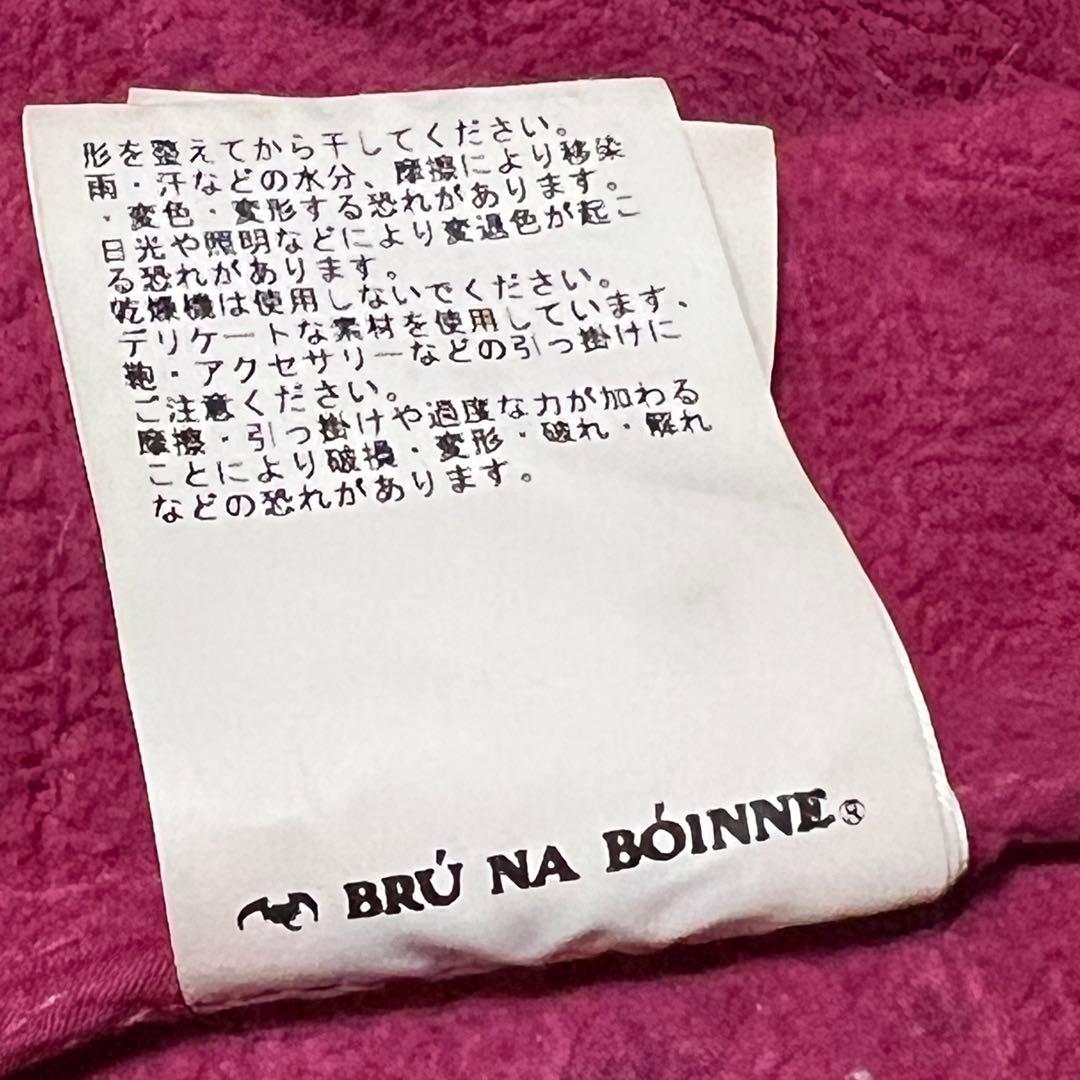 形を整えてから干してください。
雨・汗などの水分、摩擦により移染
・変色・変形する恐れがあります。
日光や照明などにより変退色が起こ
る恐れがあります。
乾燥機は使用しないでください。
デリケートな素材を使用しています、
鞄・アクセサリーなどの引っ掛けに
ご注意ください。
摩擦・引っ掛けや過度な力が加わる
ことにより破損・変形・破れ・解れ
などの恐れがあります。
BRÚ NA BÓINNE®